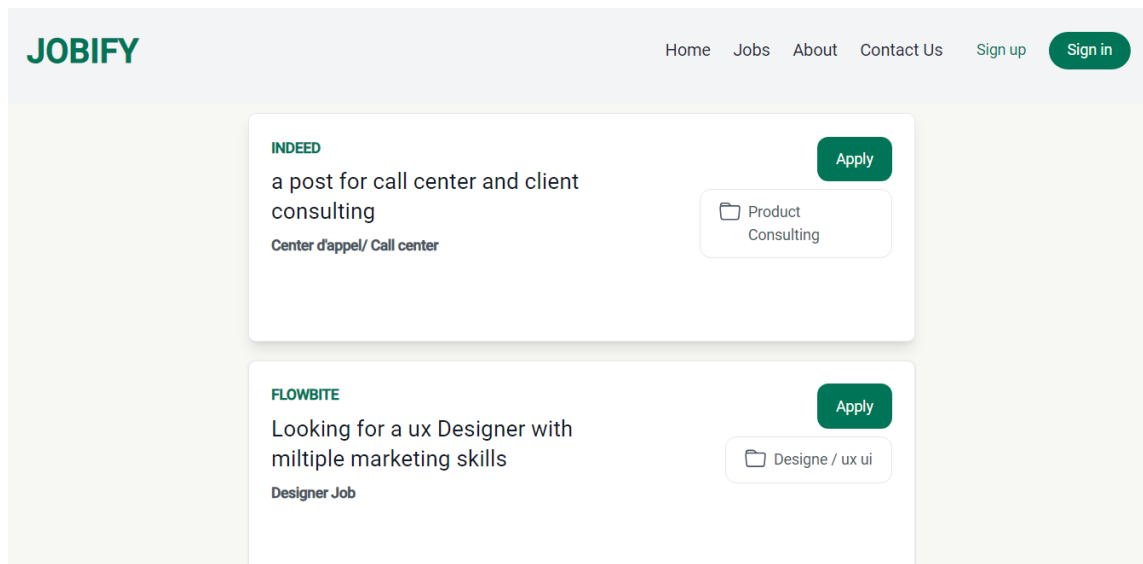 JOBIFY
Home Jobs About Contact Us Sign up Sign in
INDEED
Apply
a post for call center and client
consulting
Product
Consulting
Center d'appel/ Call center
FLOWBITE
Apply
Looking for a ux Designer with
miltiple marketing skills
Designe / ux ui
Designer Job